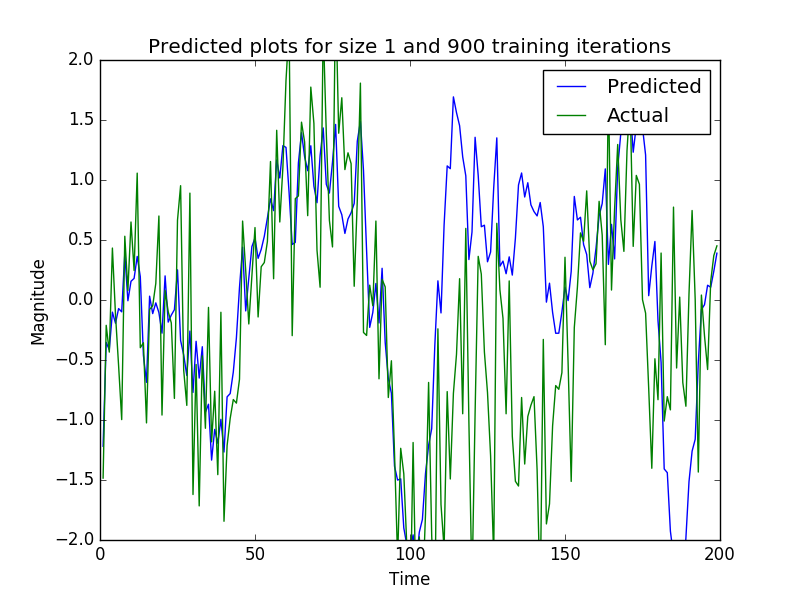 Predicted plots for size 1 and 900 training iterations
Predicted
Actual
2.0
1.5
1.0
0.5
0.0
−0.5
−1.0
−1.5
−2.0
Magnitude
0
50
100
150
200
Time